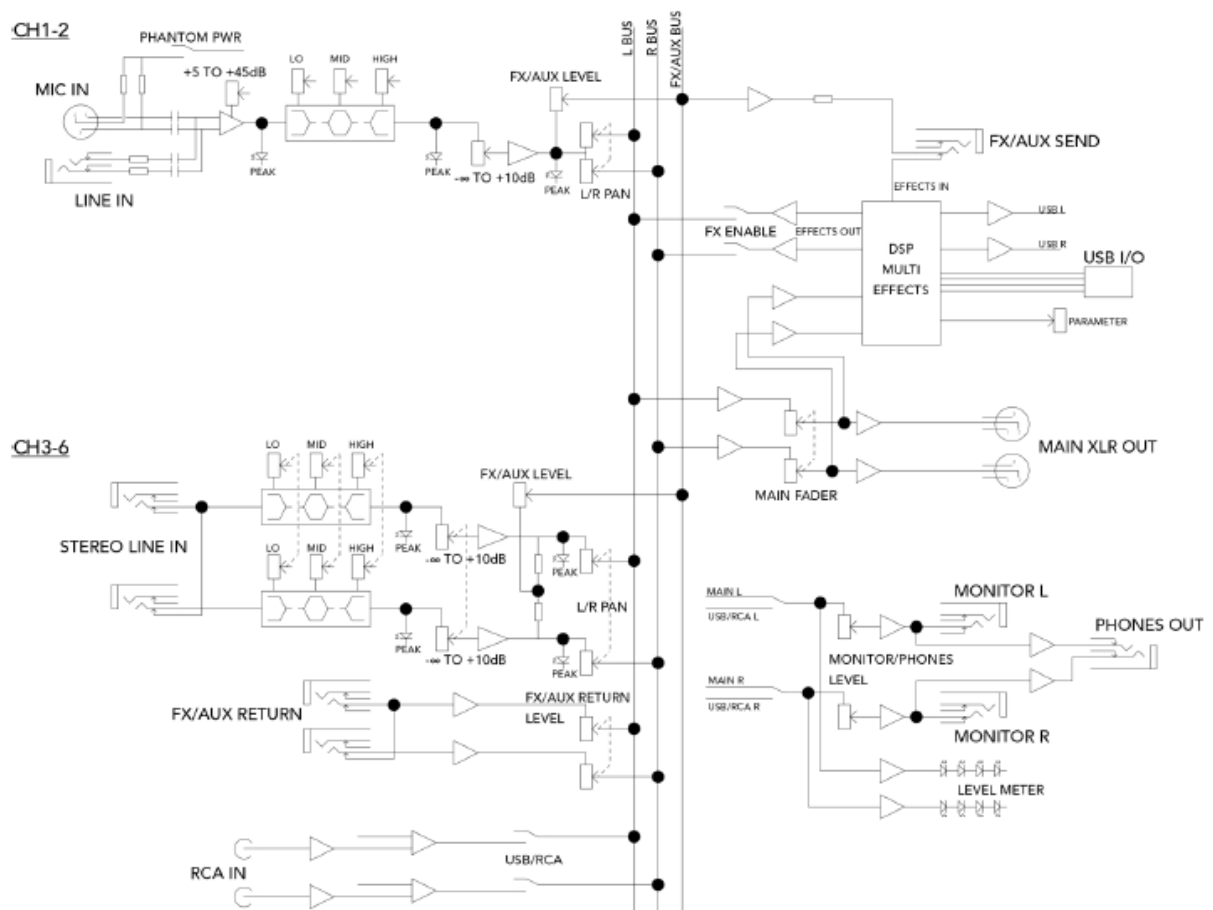 CH1-2
PHANTOM PWR
+5 TO +45dB
MIC IN
LINE IN
PEAK
LO MID HIGH
PEAK
-∞ TO +10dB
FX/AUX LEVEL
PEAK
L/R PAN
L BUS
R BUS
FX/AUX BUS
FX/AUX SEND
EFFECTS IN
FX ENABLE
EFFECTS OUT
DSP
MULTI
EFFECTS
USB L
USB R
USB I/O
PARAMETER
MAIN XLR OUT
MAIN FADER
CH3-6
STEREO LINE IN
LO MID HIGH
PEAK
-∞ TO +10dB
FX/AUX LEVEL
PEAK
LO MID HIGH
PEAK
-∞ TO +10dB
L/R PAN
PEAK
FX/AUX RETURN
FX/AUX RETURN
LEVEL
RCA IN
USB/RCA
MAIN L
USB/RCA L
MONITOR L
PHONES OUT
MONITOR/PHONES
LEVEL
MAIN R
USB/RCA R
MONITOR R
LEVEL METER